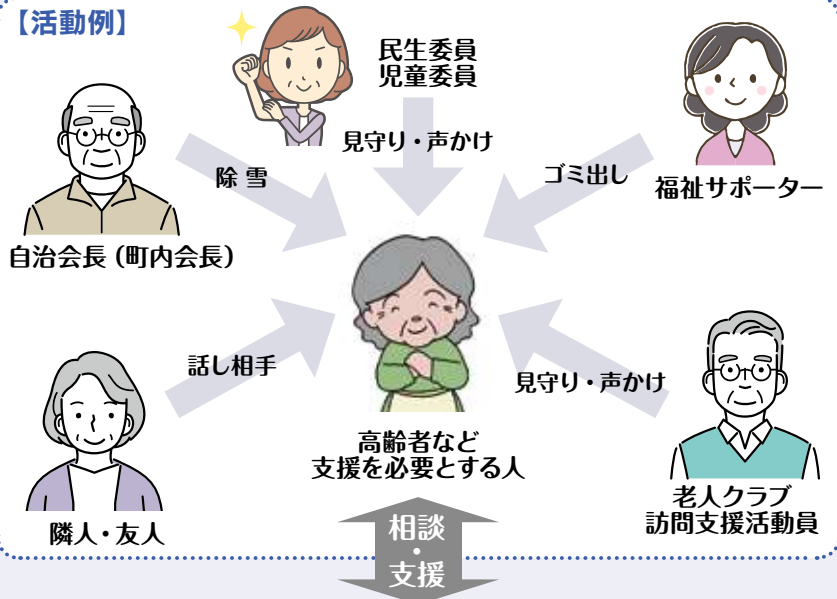 【活動例】
民生委員
児童委員
見守り・声かけ
除雪
ゴミ出し
福祉サポーター
自治会長(町内会長)
話し相手
見守り・声かけ
高齢者など
支援を必要とする人
隣人・友人
老人クラブ
訪問支援活動員
相談
・
支援